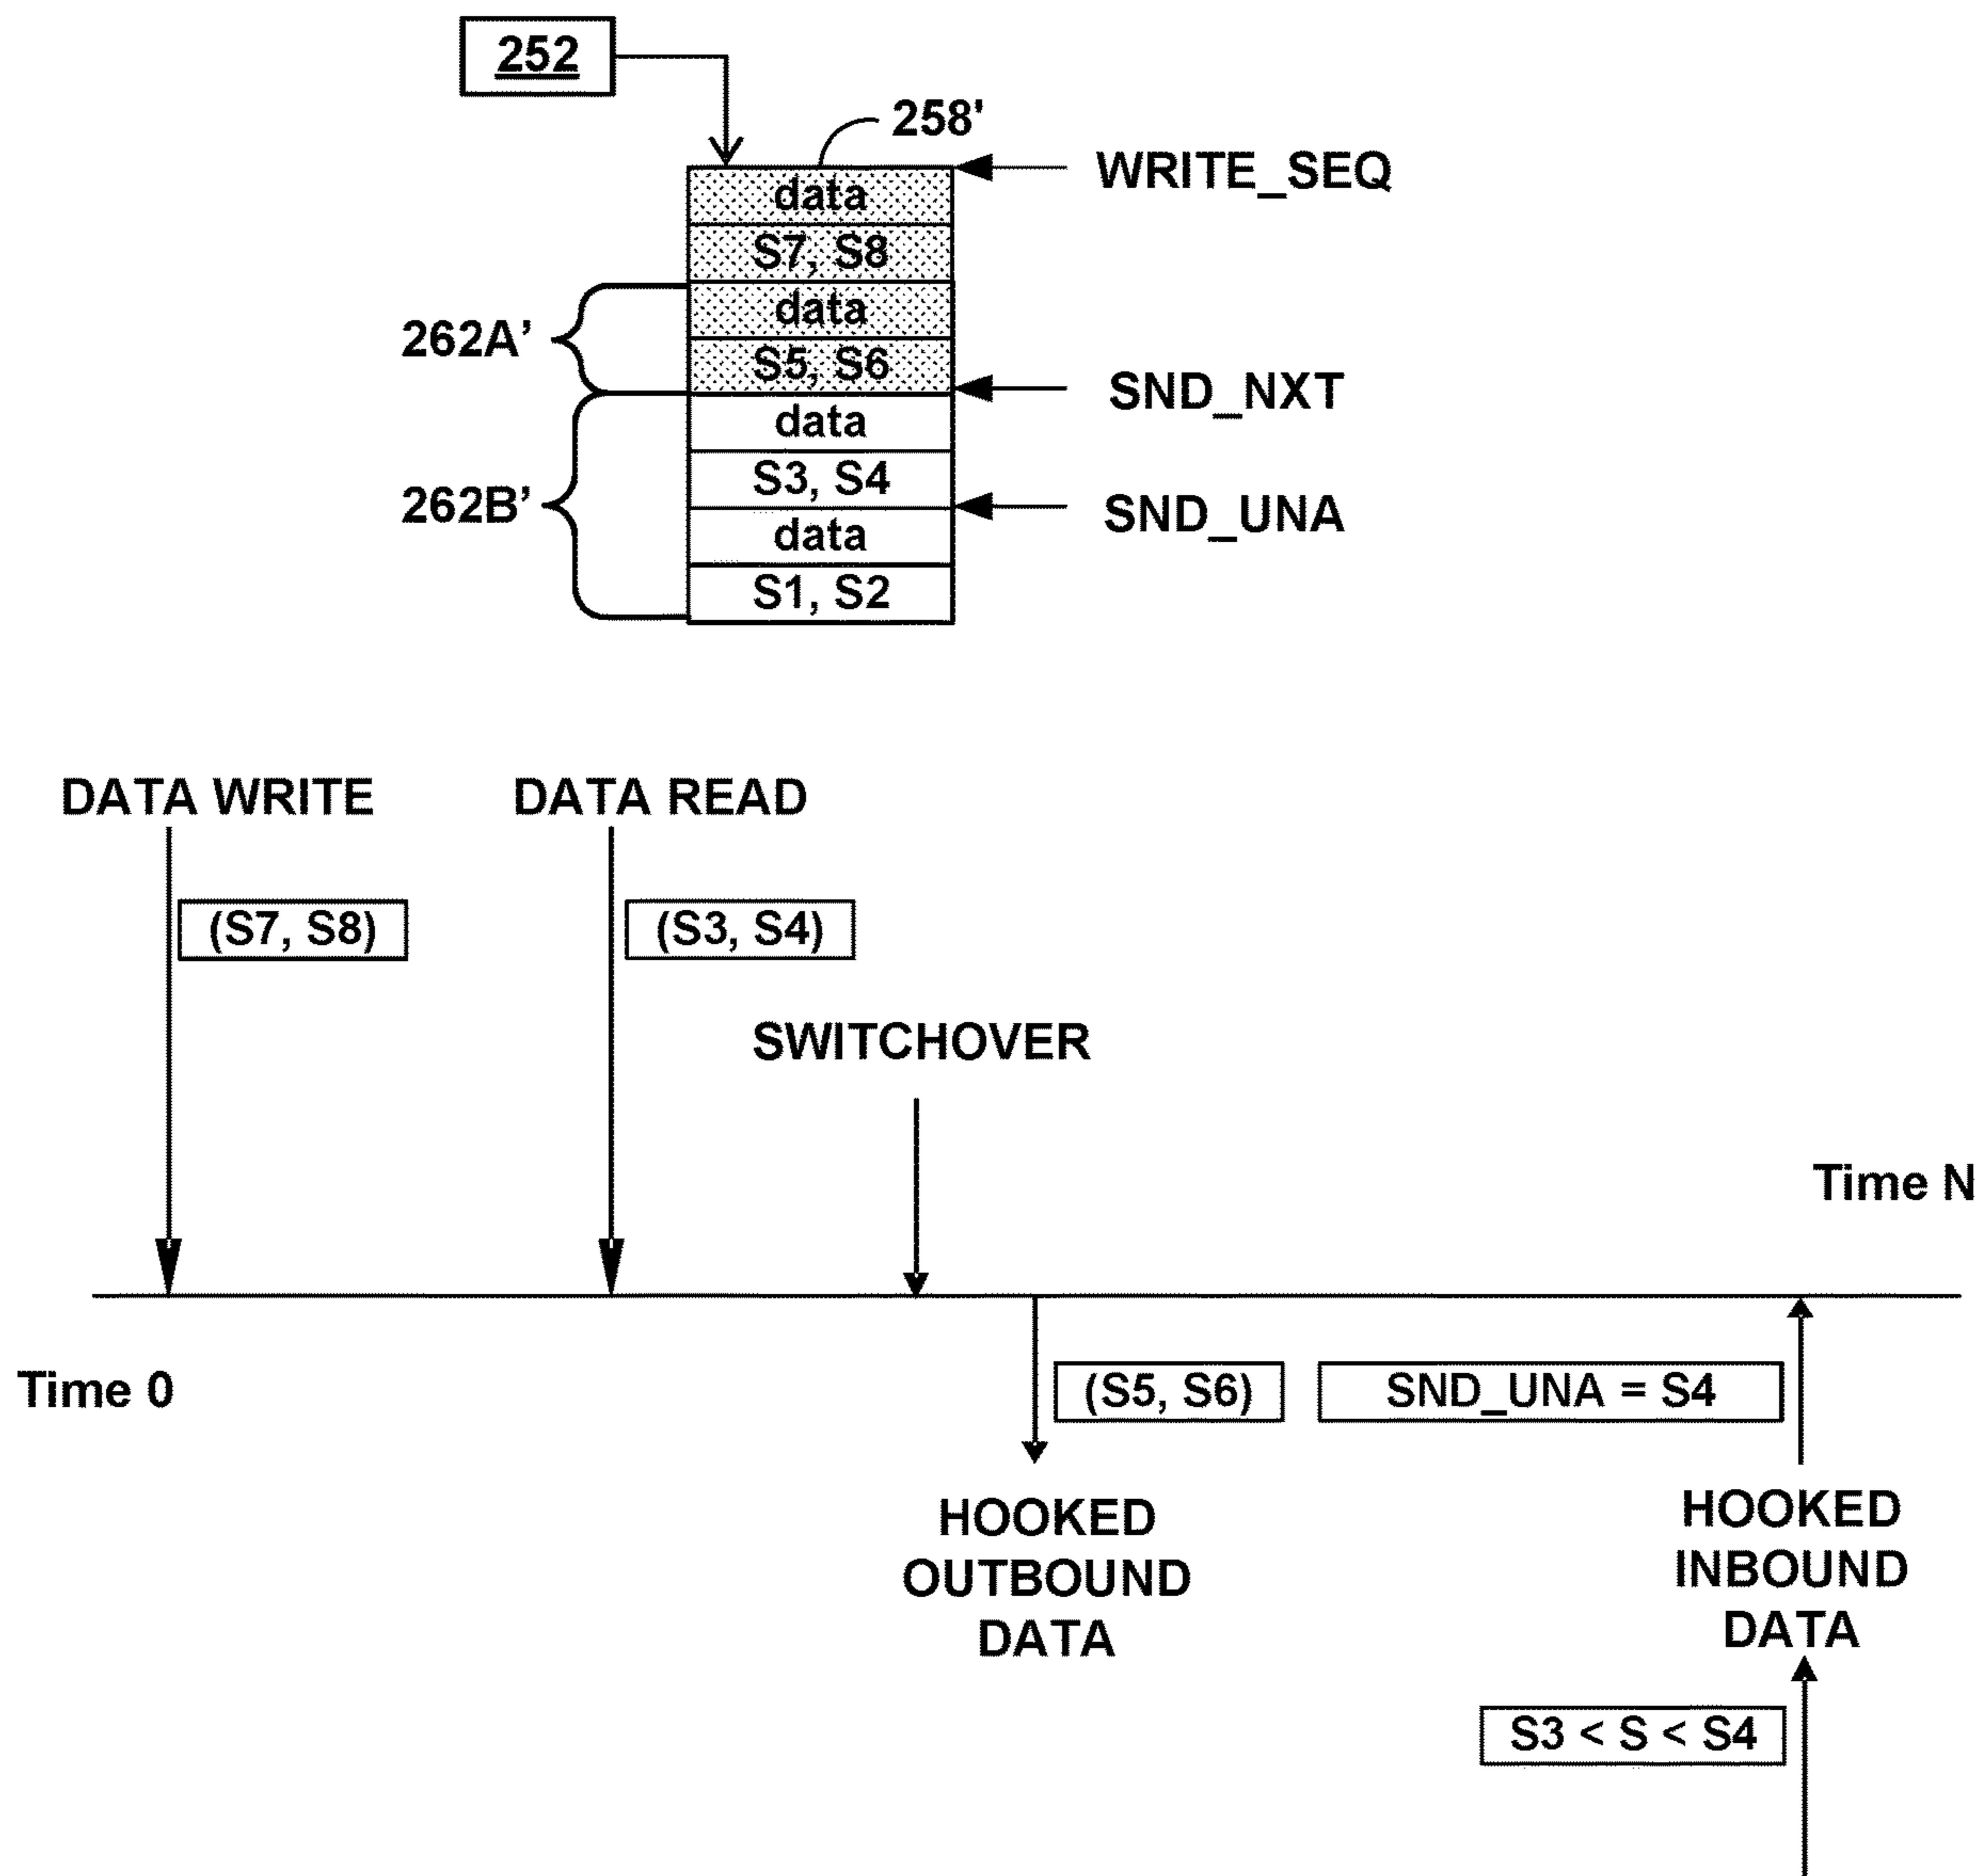 252
258'
WRITE_SEQ
data
S7, S8
data
262A’
S5, S6
SND_NXT
data
S3, S4
262B’
SND_UNA
data
S1, S2
DATA WRITE
DATA READ
(S7, S8)
(S3, S4)
SWITCHOVER
Time N
Time 0
(S5, S6)
SND_UNA = S4
HOOKED
OUTBOUND
DATA
HOOKED
INBOUND
DATA
S3 < S < S4